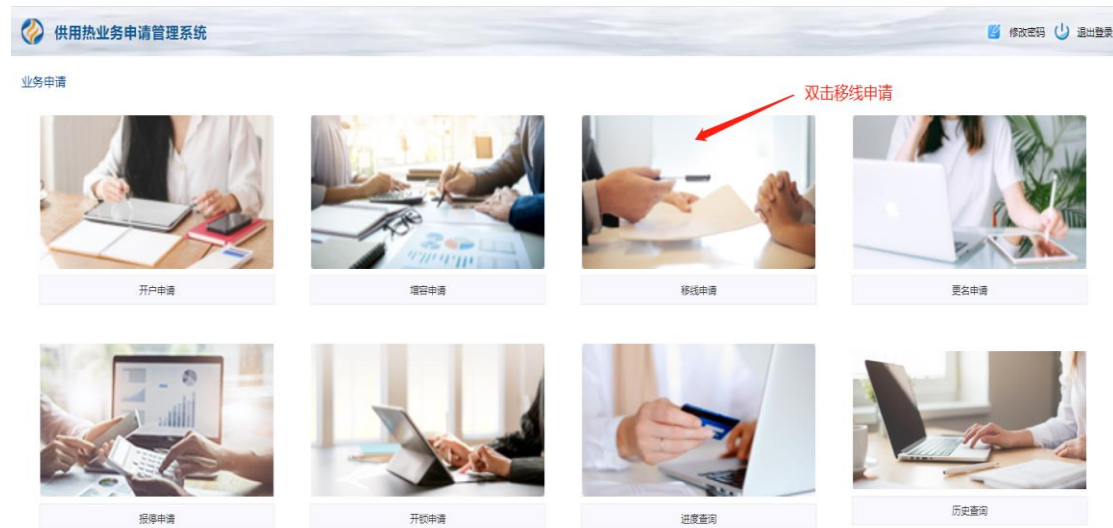 供用热业务申请管理系统
修改密码 退出登录
业务申请
双击移线申请
开户申请 增容申请 移线申请 更名申请
报停申请 开锁申请 进度查询 历史查询